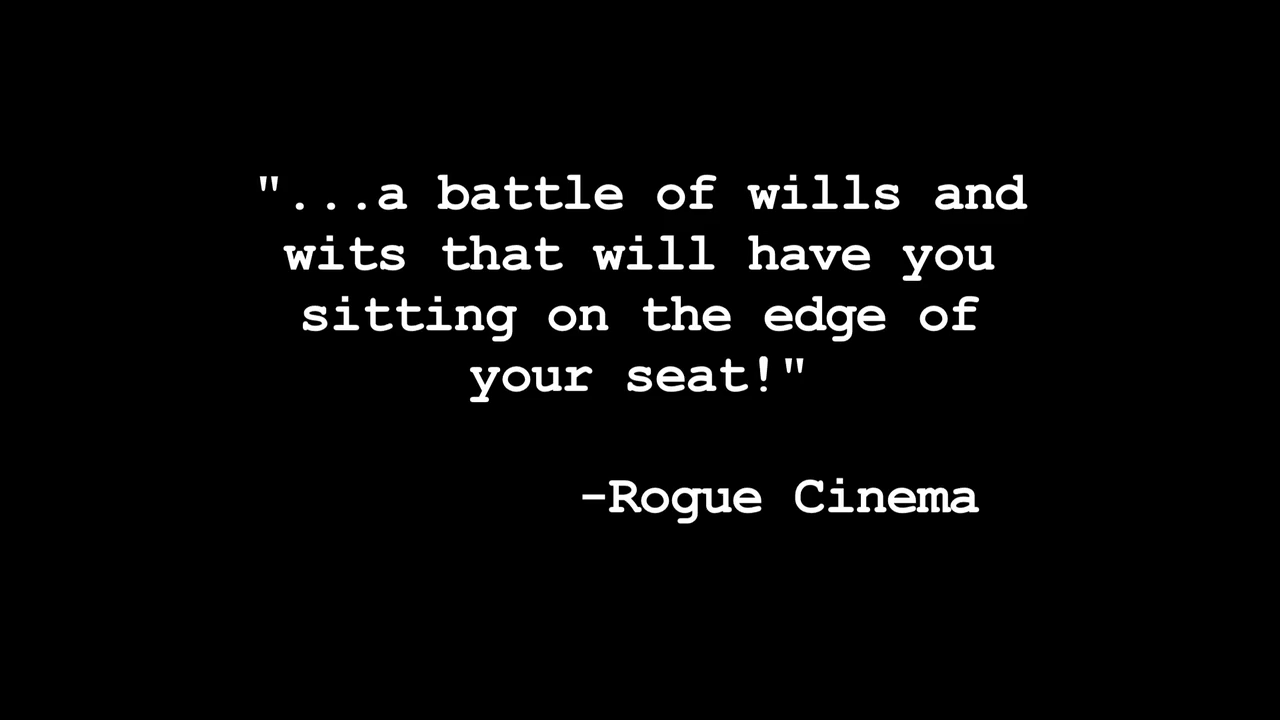 "...a battle of wills and
wits that will have you
sitting on the edge of
your seat!"
-Rogue Cinema